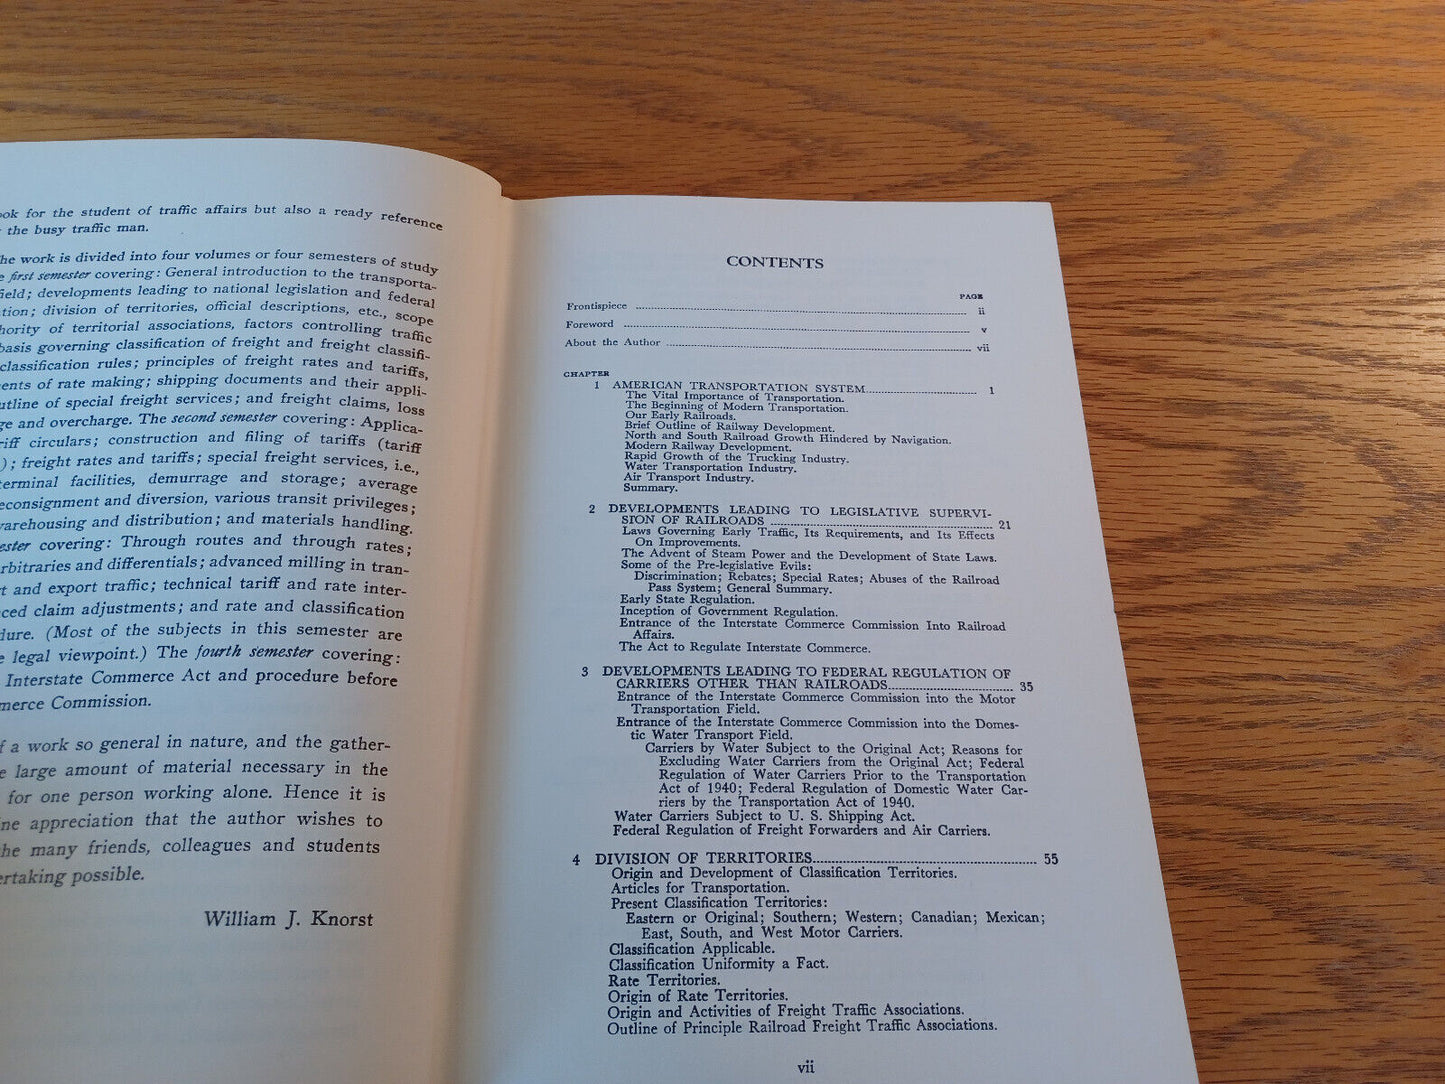 for the student of traffic affairs but also a ready reference
the busy traffic man.
work is divided into four volumes or four semesters of study
first semester covering: General introduction to the transporta-
developments leading to national legislation and federal
division of territories, official descriptions, etc., scope
of territorial associations, factors controlling traffic
basis governing classification of freight and freight classifi-
classification rules; principles of freight rates and tariffs,
of rate making; shipping documents and their appli-
of special freight services; and freight claims, loss
and overcharge. The second semester covering: Applica-
circulars; construction and filing of tariffs (tariff
); freight rates and tariffs; special freight services, i.e.,
terminal facilities, demurrage and storage; average
reconsignment and diversion, various transit privileges;
warehousing and distribution; and materials handling.
covering: Through routes and through rates;
arbitraries and differentials; advanced milling in tran-
and export traffic; technical tariff and rate inter-
claim adjustments; and rate and classification
(Most of the subjects in this semester are
legal viewpoint.) The fourth semester covering:
Interstate Commerce Act and procedure before
Commission.
a work so general in nature, and the gather-
large amount of material necessary in the
for one person working alone. Hence it is
appreciation that the author wishes to
the many friends, colleagues and students
possible.
William J. Knorst
CONTENTS
PAGE
Frontispiece ii
Foreword v
About the Author vii
CHAPTER
1 AMERICAN TRANSPORTATION SYSTEM 1
The Vital Importance of Transportation.
The Beginning of Modern Transportation.
Our Early Railroads.
Brief Outline of Railway Development.
North and South Railroad Growth Hindered by Navigation.
Modern Railway Development.
Rapid Growth of the Trucking Industry.
Water Transportation Industry.
Air Transport Industry.
Summary.
2 DEVELOPMENTS LEADING TO LEGISLATIVE SUPERVI-
SION OF RAILROADS 21
Laws Governing Early Traffic, Its Requirements, and Its Effects
On Improvements.
The Advent of Steam Power and the Development of State Laws.
Some of the Pre-legislative Evils:
Discrimination; Rebates; Special Rates; Abuses of the Railroad
Pass System; General Summary.
Early State Regulation.
Inception of Government Regulation.
Entrance of the Interstate Commerce Commission Into Railroad
Affairs.
The Act to Regulate Interstate Commerce.
3 DEVELOPMENTS LEADING TO FEDERAL REGULATION OF
CARRIERS OTHER THAN RAILROADS 35
Entrance of the Interstate Commerce Commission into the Motor
Transportation Field.
Entrance of the Interstate Commerce Commission into the Domes-
tic Water Transport Field.
Carriers by Water Subject to the Original Act; Reasons for
Excluding Water Carriers from the Original Act; Federal
Regulation of Water Carriers Prior to the Transportation
Act of 1940; Federal Regulation of Domestic Water Car-
riers by the Transportation Act of 1940.
Water Carriers Subject to U. S. Shipping Act.
Federal Regulation of Freight Forwarders and Air Carriers.
4 DIVISION OF TERRITORIES 55
Origin and Development of Classification Territories.
Articles for Transportation.
Present Classification Territories:
Eastern or Original; Southern; Western; Canadian; Mexican;
East, South, and West Motor Carriers.
Classification Applicable.
Classification Uniformity a Fact.
Rate Territories.
Origin of Rate Territories.
Origin and Activities of Freight Traffic Associations.
Outline of Principle Railroad Freight Traffic Associations.
vii